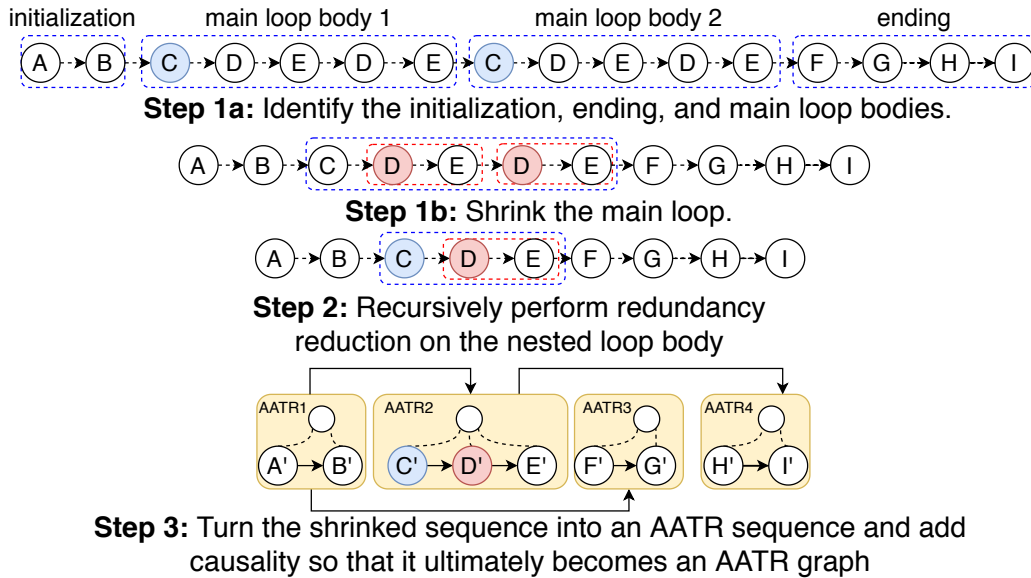 initialization main loop body 1 main loop body 2 ending
A B C D E D E C D E D E F G H I
Step 1a: Identify the initialization, ending, and main loop bodies.
A B C D E D E F G H I
Step 1b: Shrink the main loop.
A B C D E F G H I
Step 2: Recursively perform redundancy
reduction on the nested loop body
AATR1 AATR2 AATR3 AATR4
A' B' C' D' E' F' G' H' I'
Step 3: Turn the shrinked sequence into an AATR sequence and add
causality so that it ultimately becomes an AATR graph